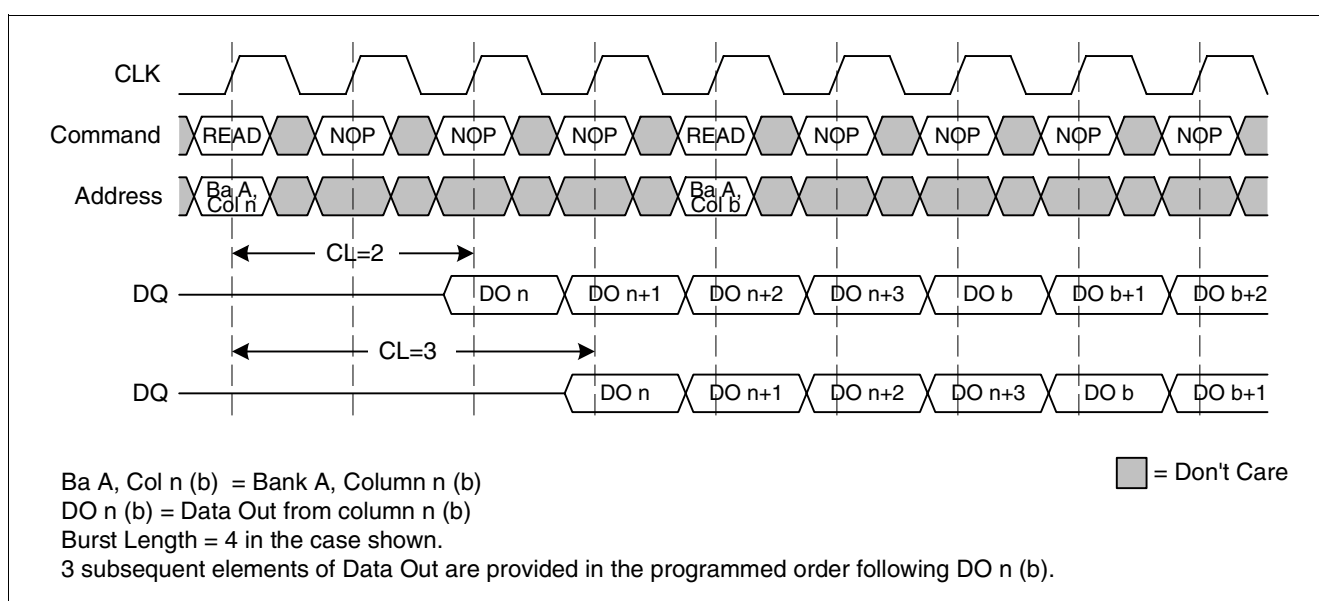 CLK
Command READ NOP NOP NOP READ NOP NOP NOP NOP
Address Ba A, Col n Ba A, Col b
CL=2
DQ DO n DO n+1 DO n+2 DO n+3 DO b DO b+1 DO b+2
CL=3
DQ DO n DO n+1 DO n+2 DO n+3 DO b DO b+1
Ba A, Col n (b) = Bank A, Column n (b)
= Don't Care
DO n (b) = Data Out from column n (b)
Burst Length = 4 in the case shown.
3 subsequent elements of Data Out are provided in the programmed order following DO n (b).